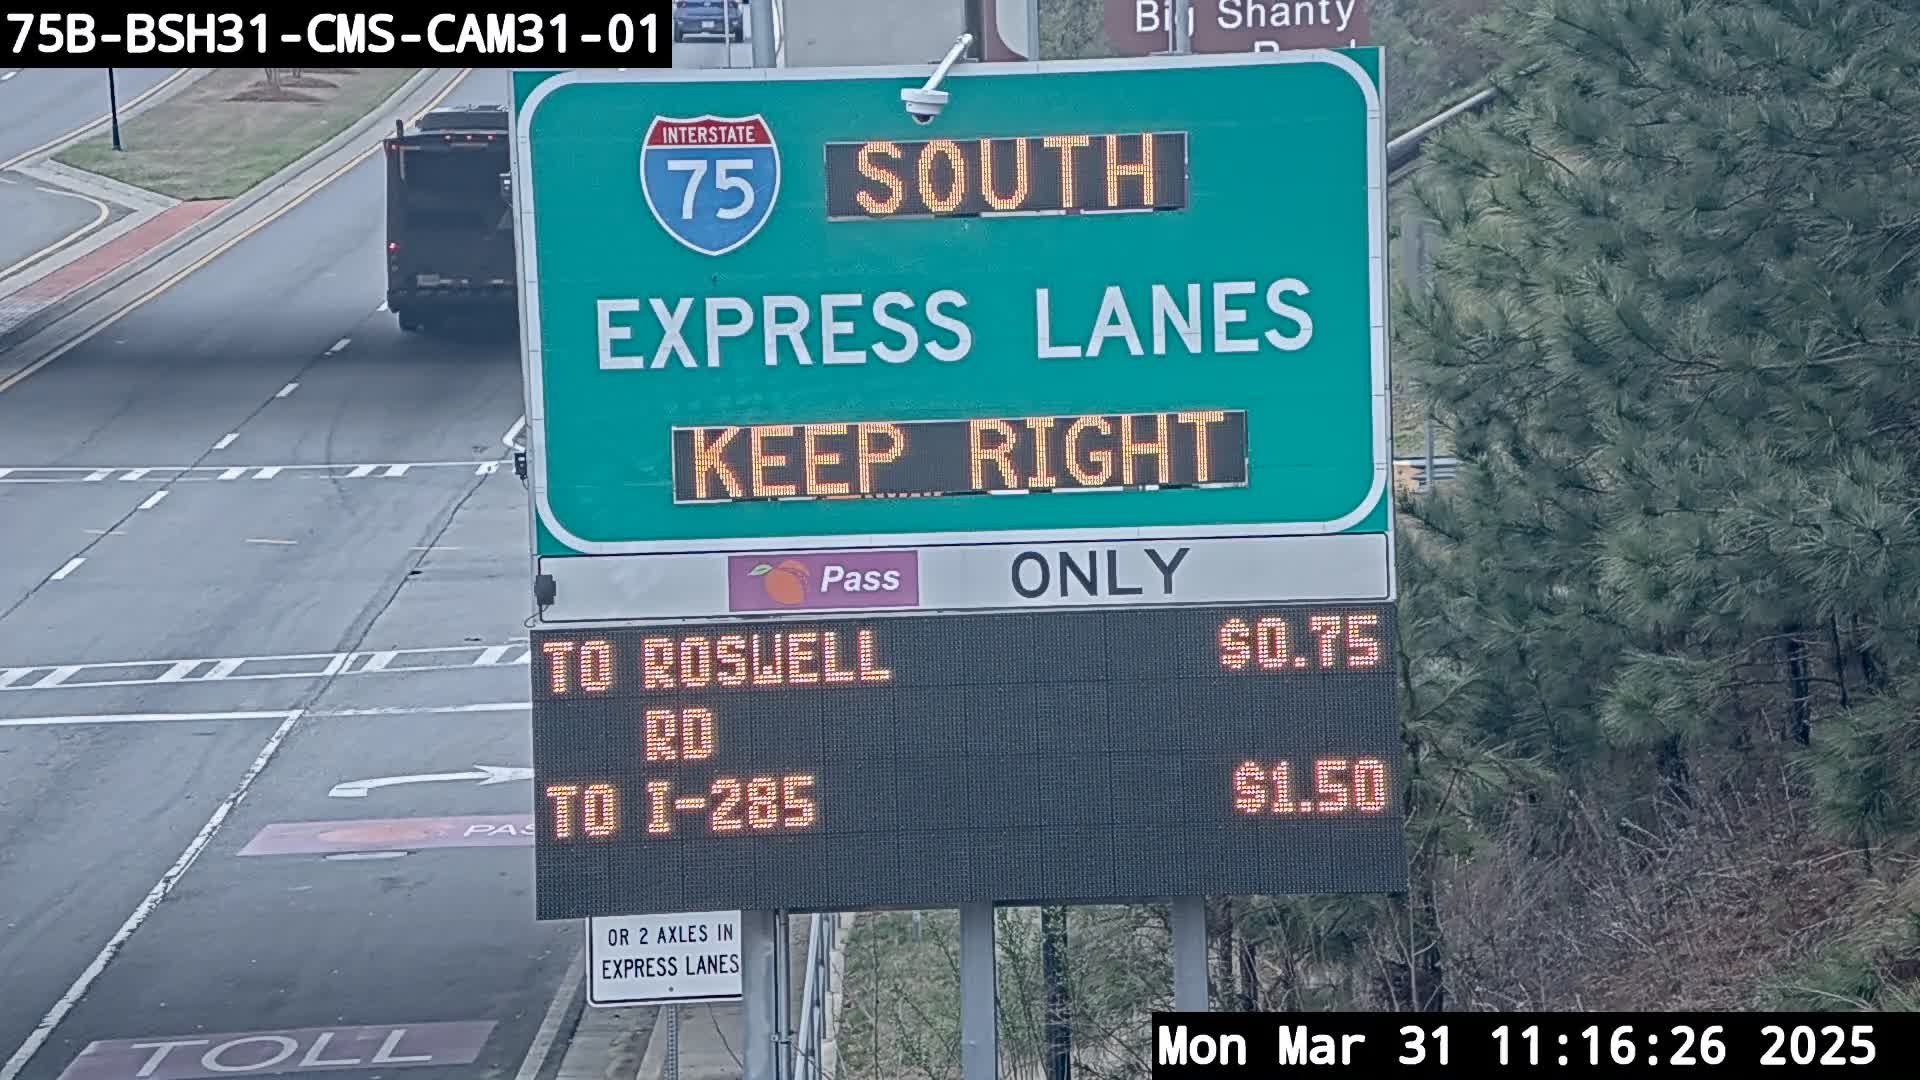 75B-BSH31-CMS-CAM31-01
Big Shanty
INTERSTATE
75
SOUTH
EXPRESS LANES
KEEP RIGHT
Pass ONLY
TO ROSWELL $0.75
RD
TO I-285 $1.50
PAS
OR 2 AXLES IN
EXPRESS LANES
TOLL
Mon Mar 31 11:16:26 2025